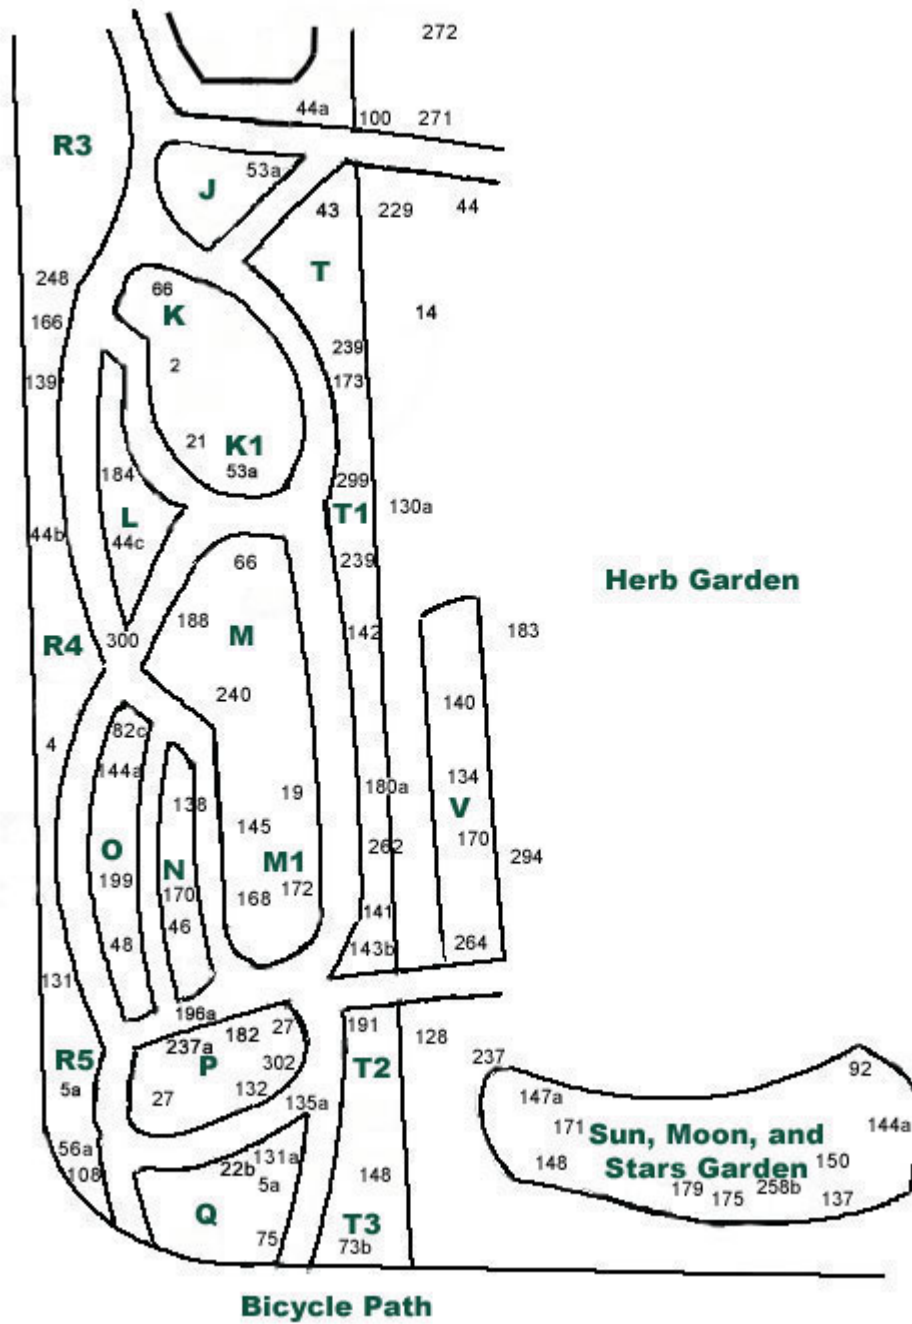 272
44a
100
271
R3
53a
J
43
229
44
T
248
66
K
14
166
239
2
139
173
21
K1
53a
184
299
L
T1
130a
44b
44c
66
239
Herb Garden
188
M
142
183
R4
300
240
140
82c
4
144a
134
180a
138
19
V
145
170
O
262
294
N
M1
199
170
168
172
46
141
48
143b
264
131
196a
182
27
191
128
237a
R5
P
302
T2
237
92
5a
27
132
135a
147a
171
Sun, Moon, and
144a
56a
131a
22b
108
5a
148
148
Stars Garden
150
179
175
258b
137
Q
75
T3
73b
Bicycle Path